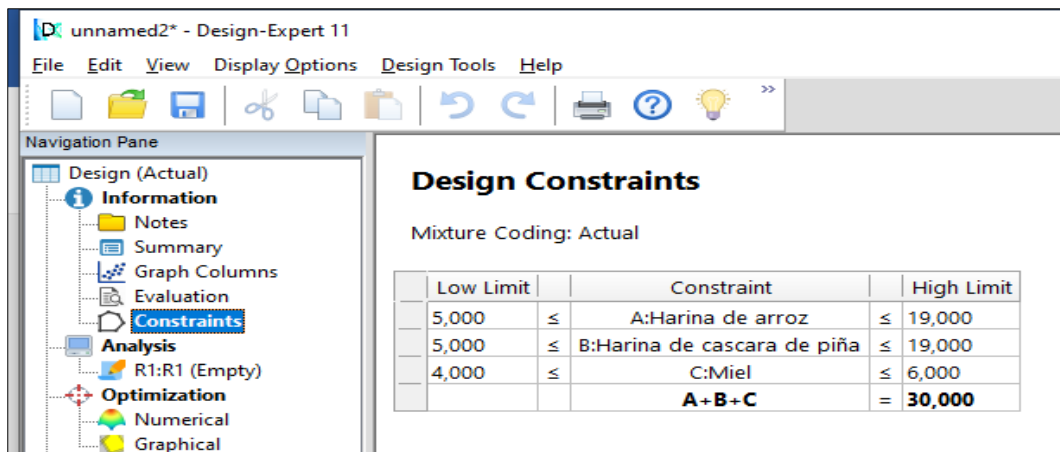 unnamed2* - Design-Expert 11
File Edit View Display Options Design Tools Help
»
Navigation Pane
Design (Actual)
Information
Notes
Summary
Graph Columns
Evaluation
Constraints
Analysis
R1:R1 (Empty)
Optimization
Numerical
Graphical
Design Constraints
Mixture Coding: Actual
Low Limit Constraint High Limit
5,000 ≤ A:Harina de arroz ≤ 19,000
5,000 ≤ B:Harina de cascara de piña ≤ 19,000
4,000 ≤ C:Miel ≤ 6,000
A+B+C = 30,000